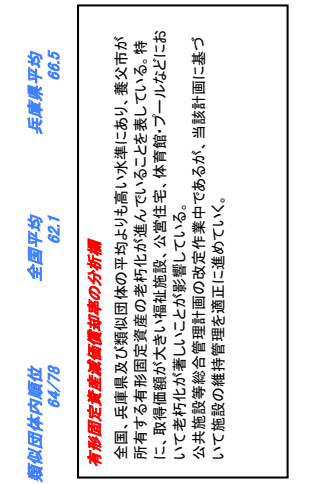 類似団体内順位
64/78
全国平均
62.1
兵庫県平均
66.5
有形固定資産減価償却率の分析欄
全国、兵庫県及び類似団体の平均よりも高い水準にあり、養父市が
所有する有形固定資産の老朽化が進んでいることを表している。特
に、取得価額が大きい福祉施設、公営住宅、体育館・プールなどにお
いて老朽化が著しいことが影響している。
公共施設等総合管理計画の改定作業中であるが、当該計画に基づ
いて施設の維持管理を適正に進めていく。